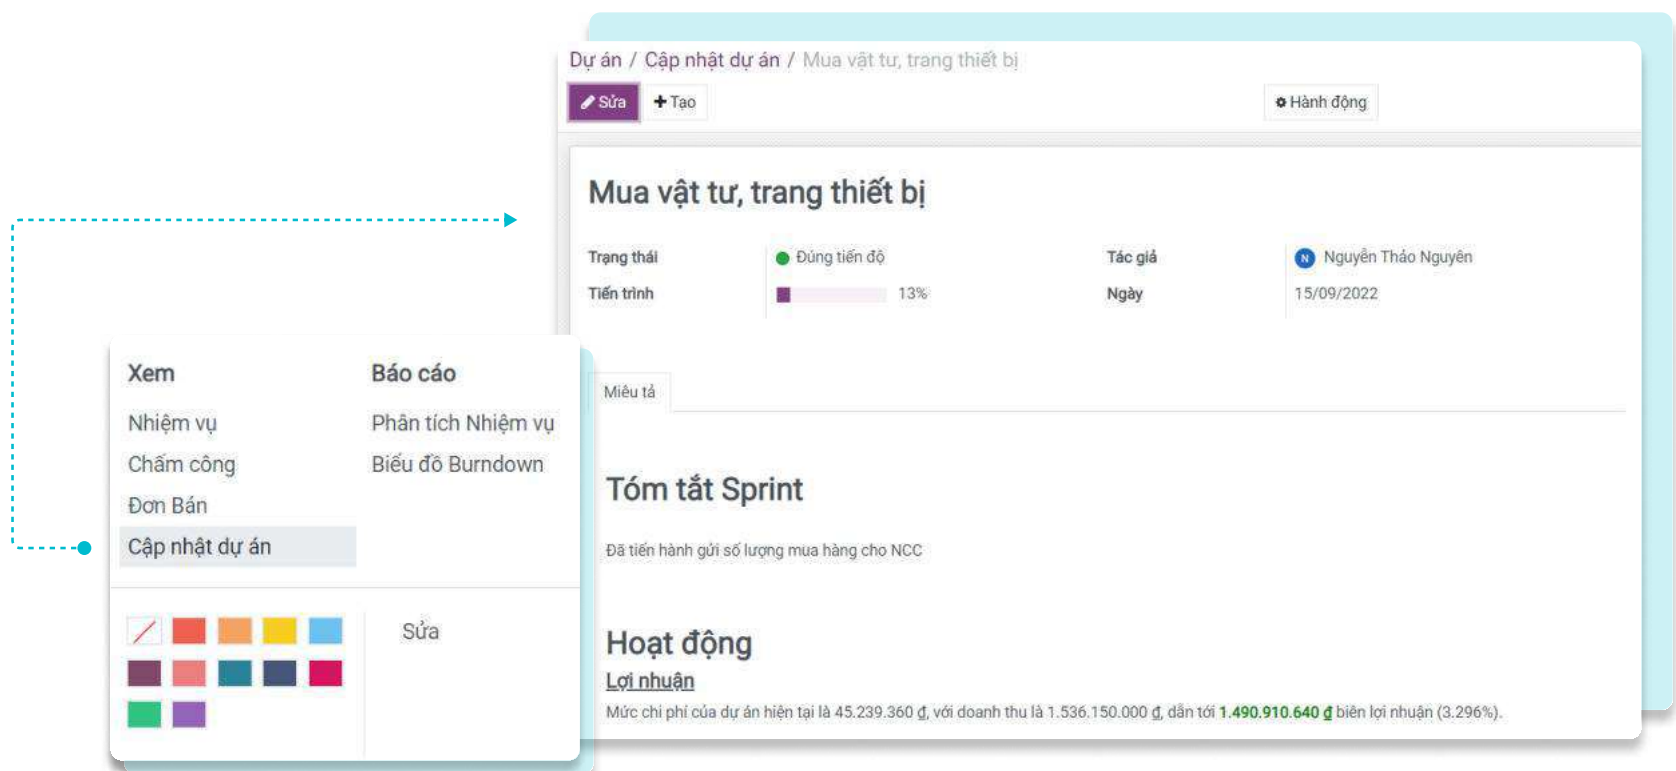 Dự án / Cập nhật dự án / Mua vật tư, trang thiết bị
Sửa
Tạo
Hành động
Mua vật tư, trang thiết bị
Trạng thái
Đúng tiến độ
Tác giả
N
Nguyễn Thảo Nguyên
Tiến trình
13%
Ngày
15/09/2022
Miêu tả
Tóm tắt Sprint
Đã tiến hành gửi số lượng mua hàng cho NCC
Hoạt động
Lợi nhuận
Mức chi phí của dự án hiện tại là 45.239.360 ₫, với doanh thu là 1.536.150.000 ₫, dẫn tới 1.490.910.640 ₫ biên lợi nhuận (3.296%).
Xem
Nhiệm vụ
Chấm công
Đơn Bán
Cập nhật dự án
Báo cáo
Phân tích Nhiệm vụ
Biểu đồ Burndown
Sửa